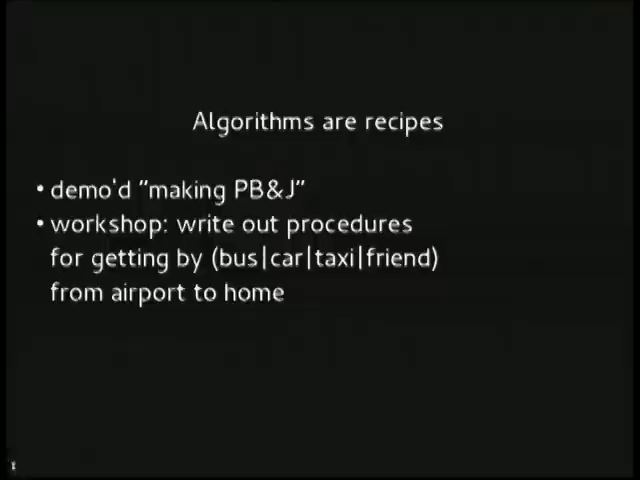 Algorithms are recipes
• demo'd "making PB&J"
• workshop: write out procedures
for getting by (bus|car|taxi|friend)
from airport to home